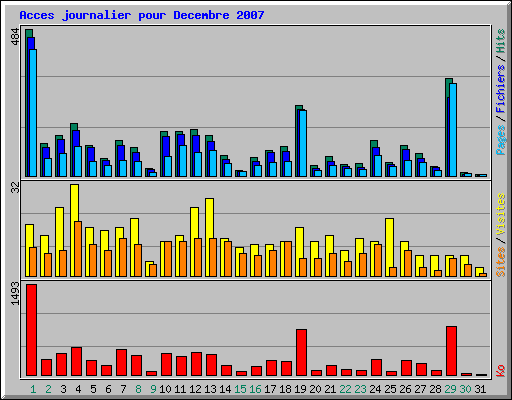 Acces journalier pour Decembre 2007
484
Pages / Fichiers / Hits
32
Sites / Visites
1493
Ko
1 2 3 4 5 6 7 8 9 10 11 12 13 14 15 16 17 18 19 20 21 22 23 24 25 26 27 28 29 30 31